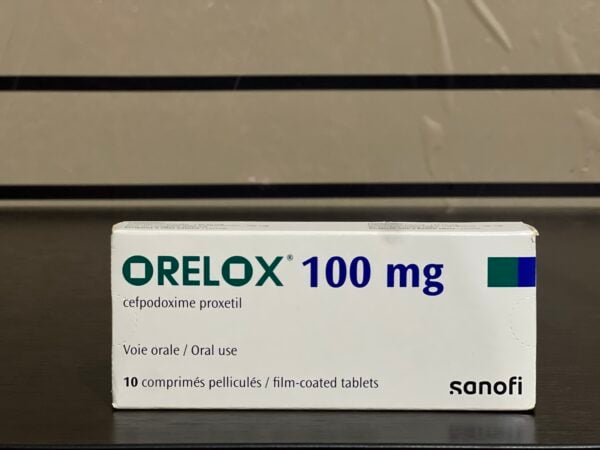 ORELOX® 100 mg
cefpodoxime proxetil
Voie orale / Oral use
10 comprimés pelliculés / film-coated tablets
sanofi